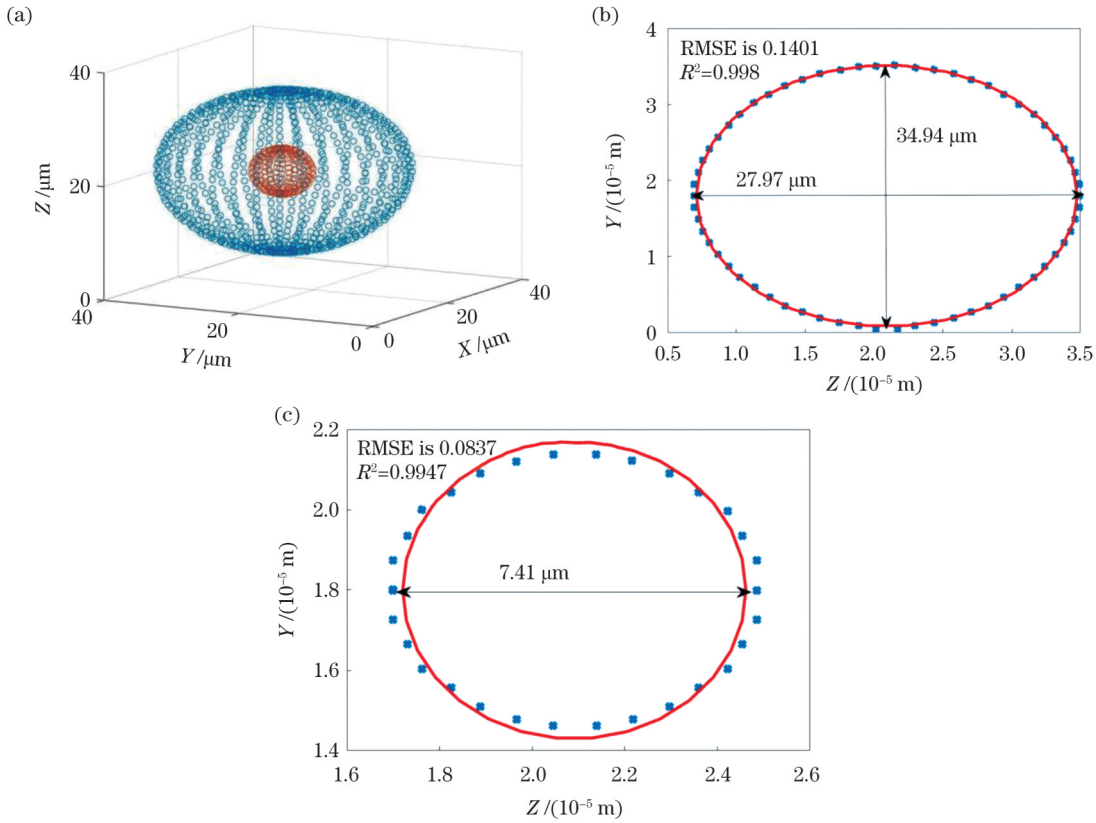 (a)
40
20
0
Z /μm
40
20
0
Y /μm
0
20
40
X /μm
(b)
RMSE is 0.1401
R²=0.998
34.94 μm
27.97 μm
4
3
2
1
0
Y /(10⁻⁵ m)
0.5 1.0 1.5 2.0 2.5 3.0 3.5
Z /(10⁻⁵ m)
(c)
RMSE is 0.0837
R²=0.9947
7.41 μm
2.2
2.0
1.8
1.6
1.4
Y /(10⁻⁵ m)
1.6 1.8 2.0 2.2 2.4 2.6
Z /(10⁻⁵ m)